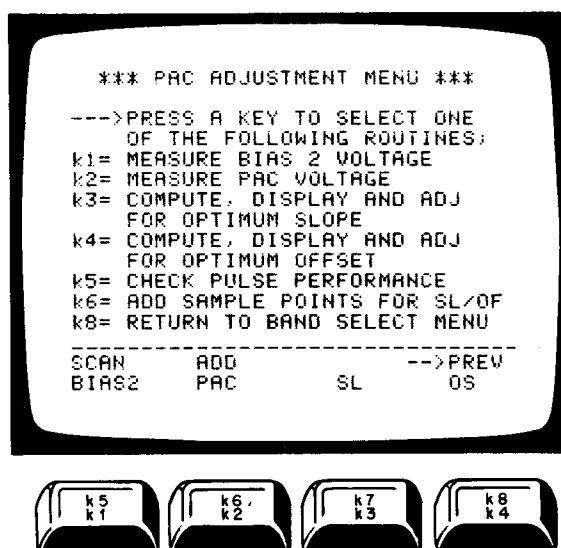 *** PAC ADJUSTMENT MENU ***
--->PRESS A KEY TO SELECT ONE
OF THE FOLLOWING ROUTINES;
k1= MEASURE BIAS 2 VOLTAGE
k2= MEASURE PAC VOLTAGE
k3= COMPUTE, DISPLAY AND ADJ
FOR OPTIMUM SLOPE
k4= COMPUTE, DISPLAY AND ADJ
FOR OPTIMUM OFFSET
k5= CHECK PULSE PERFORMANCE
k6= ADD SAMPLE POINTS FOR SL/OF
k8= RETURN TO BAND SELECT MENU
--------------------------------
SCAN ADD -->PREV
BIAS2 PAC SL OS
k5 k6, k7 k8
k1 k2 k3 k4